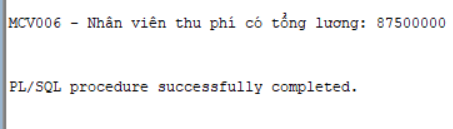 MCV006 - Nhân viên thu phí có tổng lương: 87500000
PL/SQL procedure successfully completed.